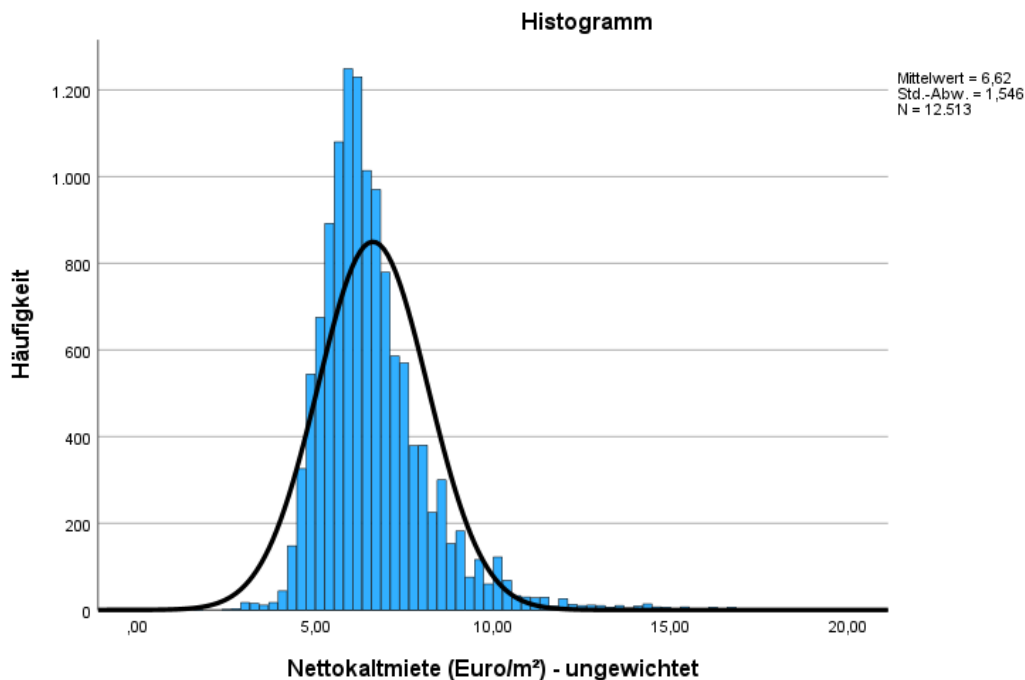 Histogramm
Mittelwert = 6,62
Std.-Abw. = 1,546
N = 12.513
Häufigkeit
1.200
1.000
800
600
400
200
0
,00 5,00 10,00 15,00 20,00
Nettokaltmiete (Euro/m²) - ungewichtet